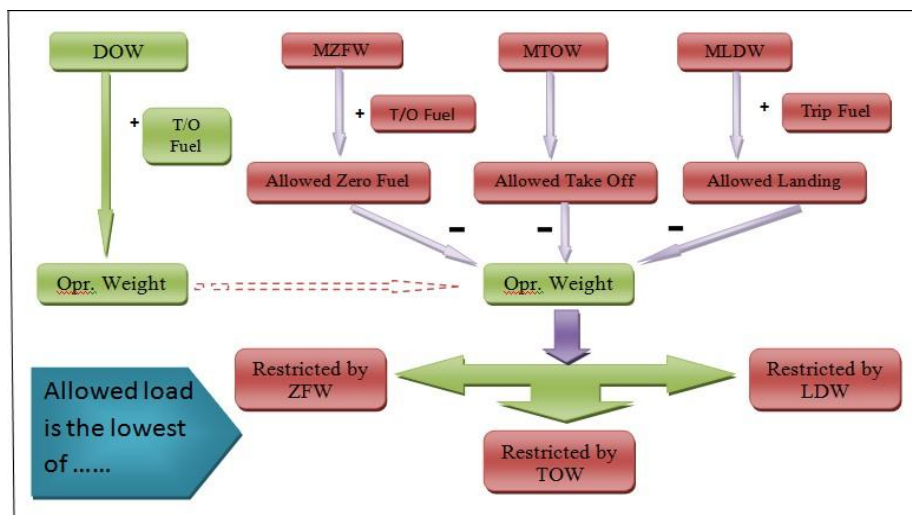 DOW
MZFW
MTOW
MLDW
+
T/O
Fuel
+
T/O Fuel
+
Trip Fuel
Allowed Zero Fuel
Allowed Take Off
Allowed Landing
-
-
-
Opr. Weight
Opr. Weight
Allowed load
is the lowest
of ......
Restricted by
ZFW
Restricted by
TOW
Restricted by
LDW